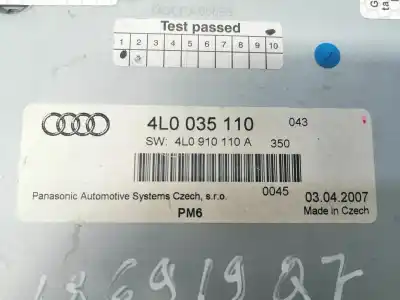 Test passed
1 2 3 4 5 6 7 8 9 10
4L0 035 110 043
SW: 4L0 910 110 A 350
0045
Panasonic Automotive Systems Czech, s.r.o. 03.04.2007
PM6 Made in Czech